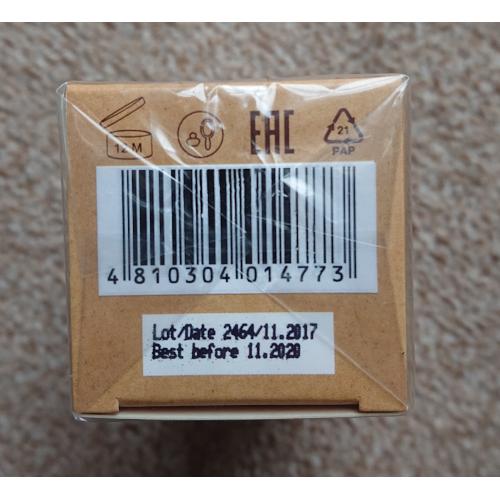 12 M
EAC
21
PAP
4 810304 014773
Lot/Date 2464/11.2017
Best before 11.2020